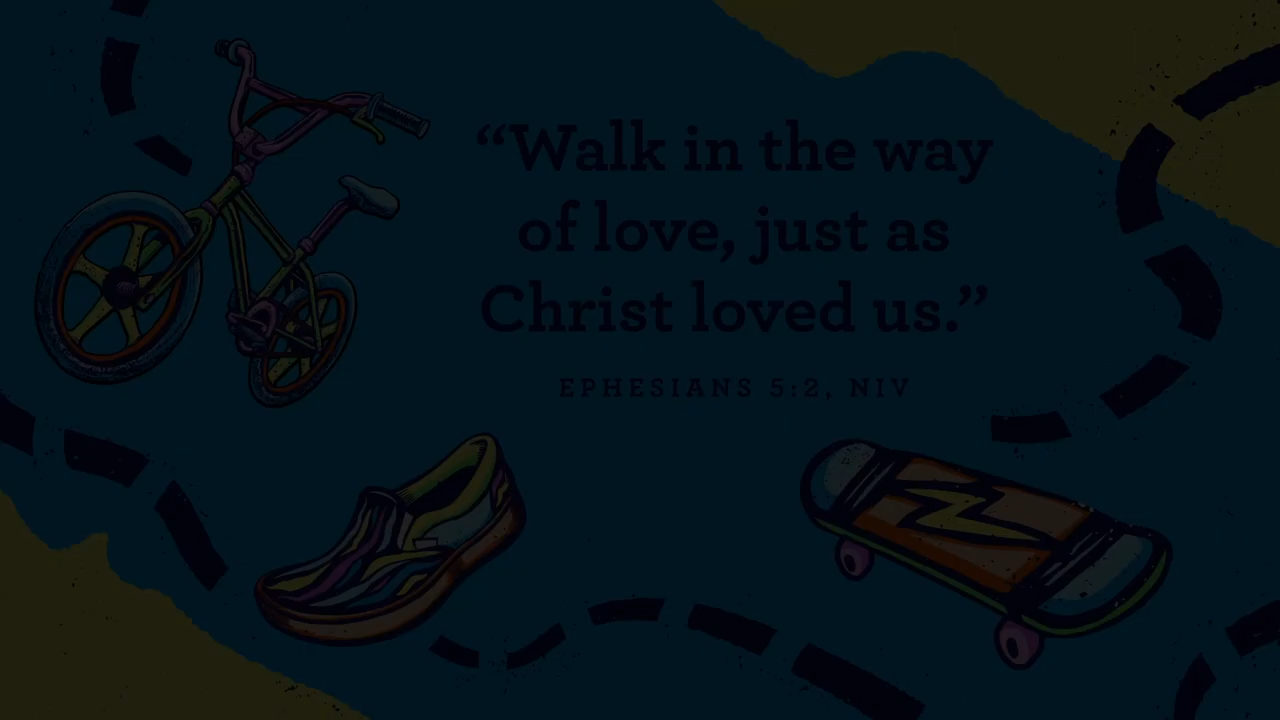 “Walk in the way
of love, just as
Christ loved us.”
EPHESIANS 5:2, NIV